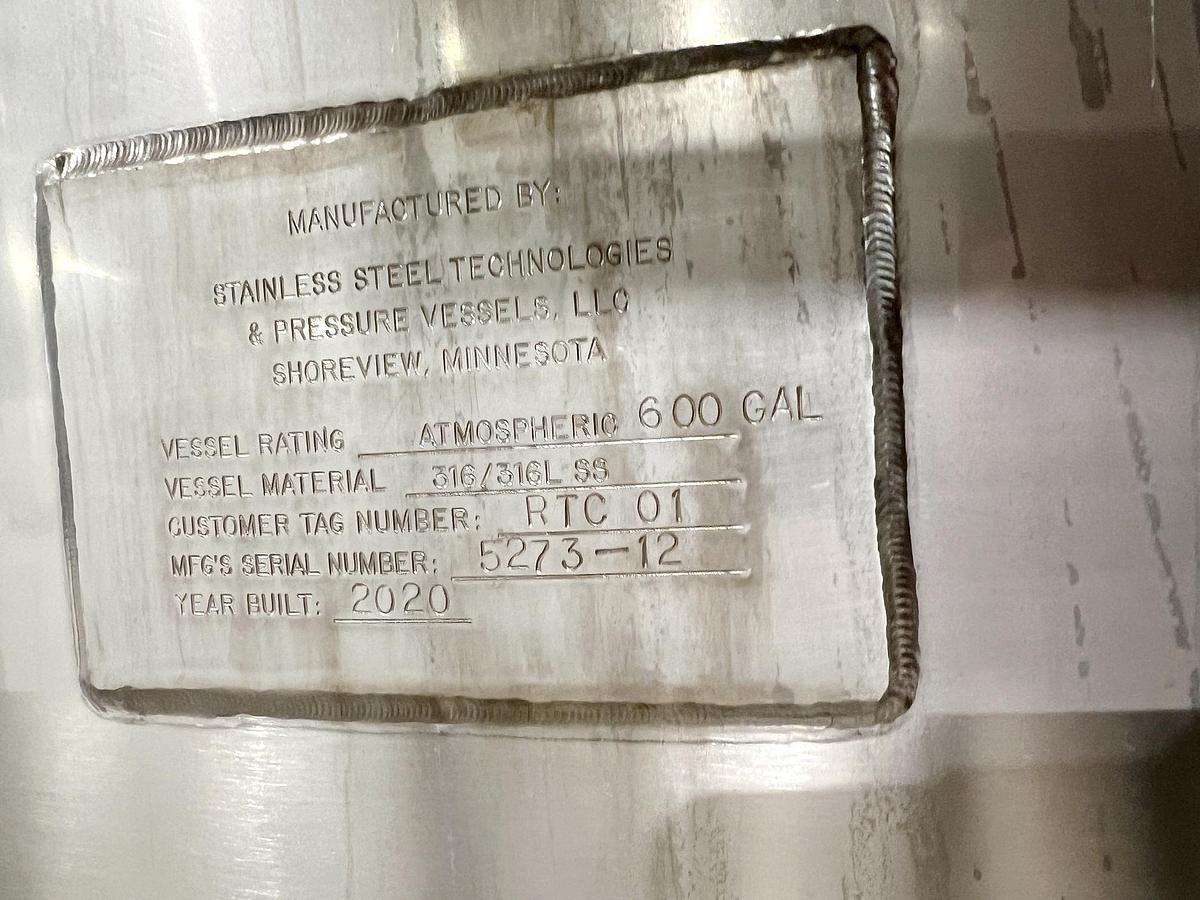 MANUFACTURED BY:
STAINLESS STEEL TECHNOLOGIES
& PRESSURE VESSELS, LLC
SHOREVIEW, MINNESOTA
VESSEL RATING ATMOSPHERIC 600 GAL
VESSEL MATERIAL 316/316L SS
CUSTOMER TAG NUMBER: RTC 01
MFG'S SERIAL NUMBER: 5273-12
YEAR BUILT: 2020